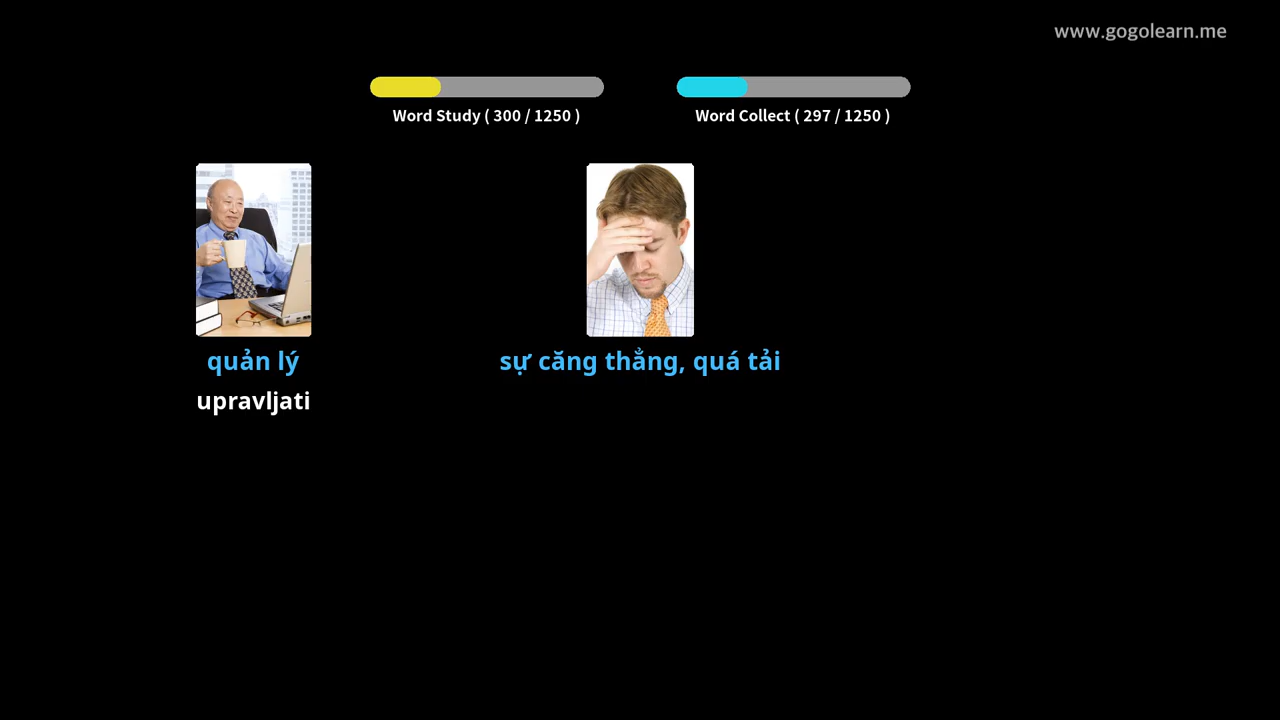 www.gogolearn.me
Word Study ( 300 / 1250 )
Word Collect ( 297 / 1250 )
quản lý
upravljati
sự căng thẳng, quá tải